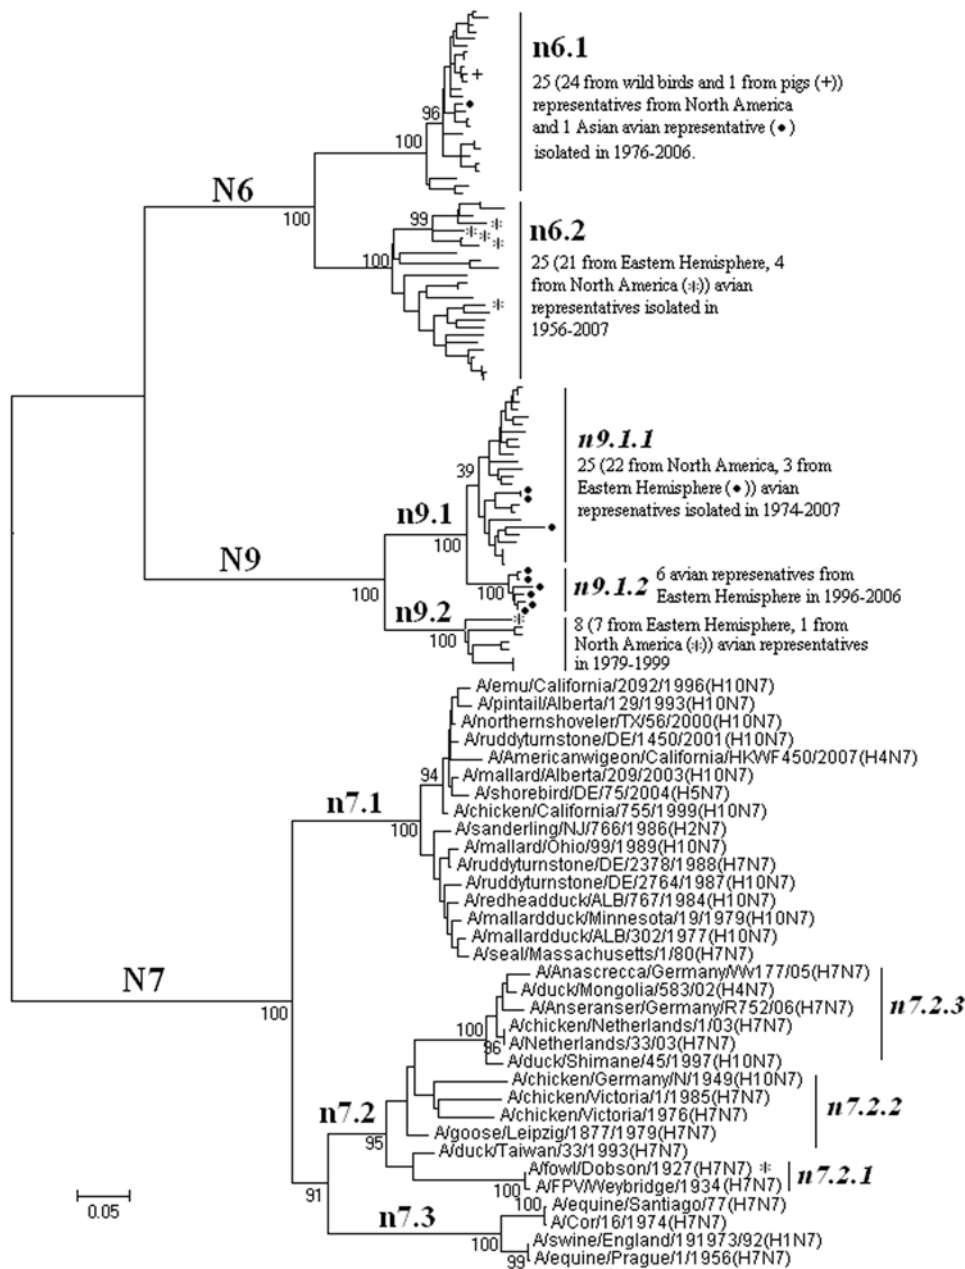 n6.1
25 (24 from wild birds and 1 from pigs (+))
representatives from North America
and 1 Asian avian representative (●)
isolated in 1976-2006.
96
100
N6
100
n6.2
99
100
25 (21 from Eastern Hemisphere, 4
from North America (*)) avian
representatives isolated in
1956-2007
n9.1.1
25 (22 from North America, 3 from
Eastern Hemisphere (●)) avian
represenatives isolated in 1974-2007
39
n9.1
100
N9
100
n9.1.2
6 avian represenatives from
Eastern Hemisphere in 1996-2006
100
n9.2
100
8 (7 from Eastern Hemisphere, 1 from
North America (*)) avian representatives
in 1979-1999
A/emu/California/2092/1996(H10N7)
A/pintail/Alberta/129/1993(H10N7)
A/northernshoveler/TX/56/2000(H10N7)
A/ruddyturnstone/DE/1450/2001(H10N7)
A/Americanwigeon/California/HKWF450/2007(H4N7)
94
A/mallard/Alberta/209/2003(H10N7)
A/shorebird/DE/75/2004(H5N7)
n7.1
A/chicken/California/755/1999(H10N7)
100
A/sanderling/NJ/766/1986(H2N7)
A/mallard/Ohio/99/1989(H10N7)
A/ruddyturnstone/DE/2378/1988(H7N7)
A/ruddyturnstone/DE/2764/1987(H10N7)
A/redheadduck/ALB/767/1984(H10N7)
A/mallardduck/Minnesota/19/1979(H10N7)
A/mallardduck/ALB/302/1977(H10N7)
A/seal/Massachusetts/1/80(H7N7)
N7
100
A/Anascrecca/Germany/Wv177/05(H7N7)
A/duck/Mongolia/583/02(H4N7)
A/Anseranser/Germany/R752/06(H7N7)
n7.2.3
100
A/chicken/Netherlands/1/03(H7N7)
96
A/Netherlands/33/03(H7N7)
A/duck/Shimane/45/1997(H10N7)
A/chicken/Germany/N/1949(H10N7)
A/chicken/Victoria/1/1985(H7N7)
n7.2.2
n7.2
A/chicken/Victoria/1976(H7N7)
95
A/goose/Leipzig/1877/1979(H7N7)
A/duck/Taiwan/33/1993(H7N7)
A/fowl/Dobson/1927(H7N7) *
n7.2.1
100
A/FPV/Weybridge/1934(H7N7)
91
0.05
100
A/equine/Santiago/77(H7N7)
n7.3
A/Cor/16/1974(H7N7)
100
A/swine/England/191973/92(H1N7)
99
A/equine/Prague/1/1956(H7N7)